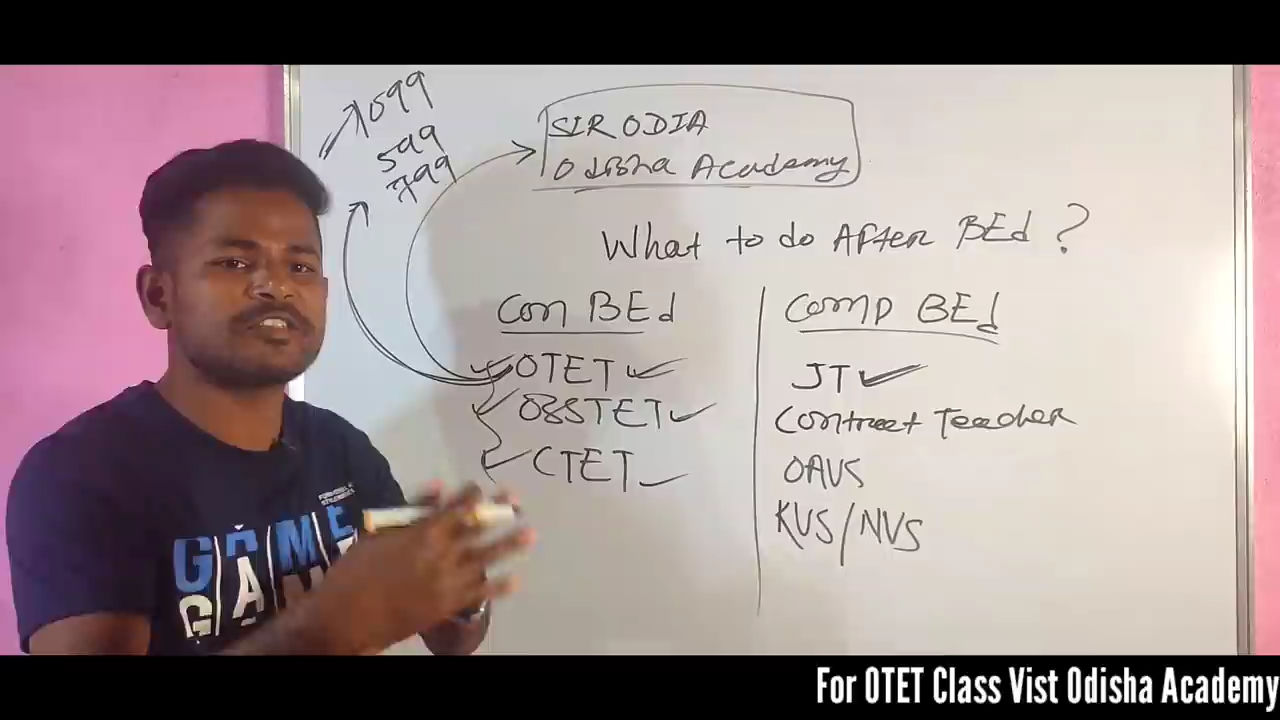 1099
599
799
SIR ODIA
Odisha Academy
What to do After BEd ?
Con BEd
OTET
OSSTET
CTET
Comp BEd
JT
Contract Teacher
OAVS
KVS/NVS
GAME
For OTET Class Vist Odisha Academy